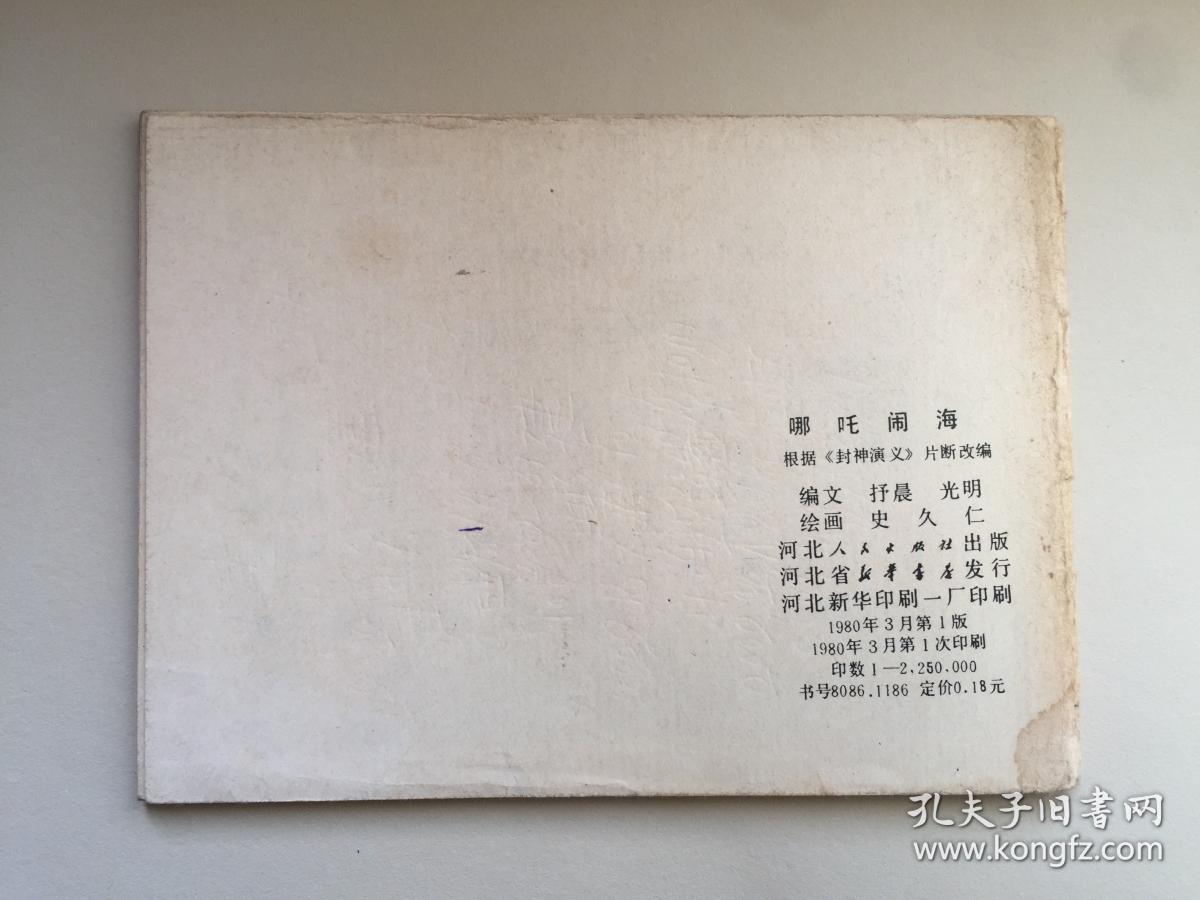 哪吒闹海
根据《封神演义》片断改编
编文 抒晨 光明
绘画 史久仁
河北人民出版社出版
河北省新华书店发行
河北新华印刷一厂印刷
1980年3月第1版
1980年3月第1次印刷
印数1—2,250,000
书号8086.1186 定价0.18元
孔夫子旧书网
www.kongfz.com